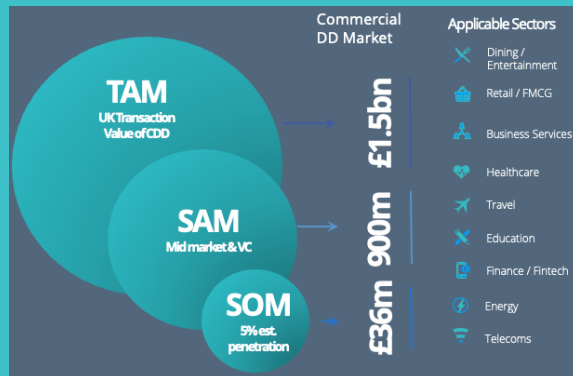 TAM
UK Transaction
Value of CDD
SAM
Mid market & VC
SOM
5% est.
penetration
Commercial
DD Market
£1.5bn
900m
£36m
Applicable Sectors
Dining /
Entertainment
Retail / FMCG
Business Services
Healthcare
Travel
Education
Finance / Fintech
Energy
Telecoms